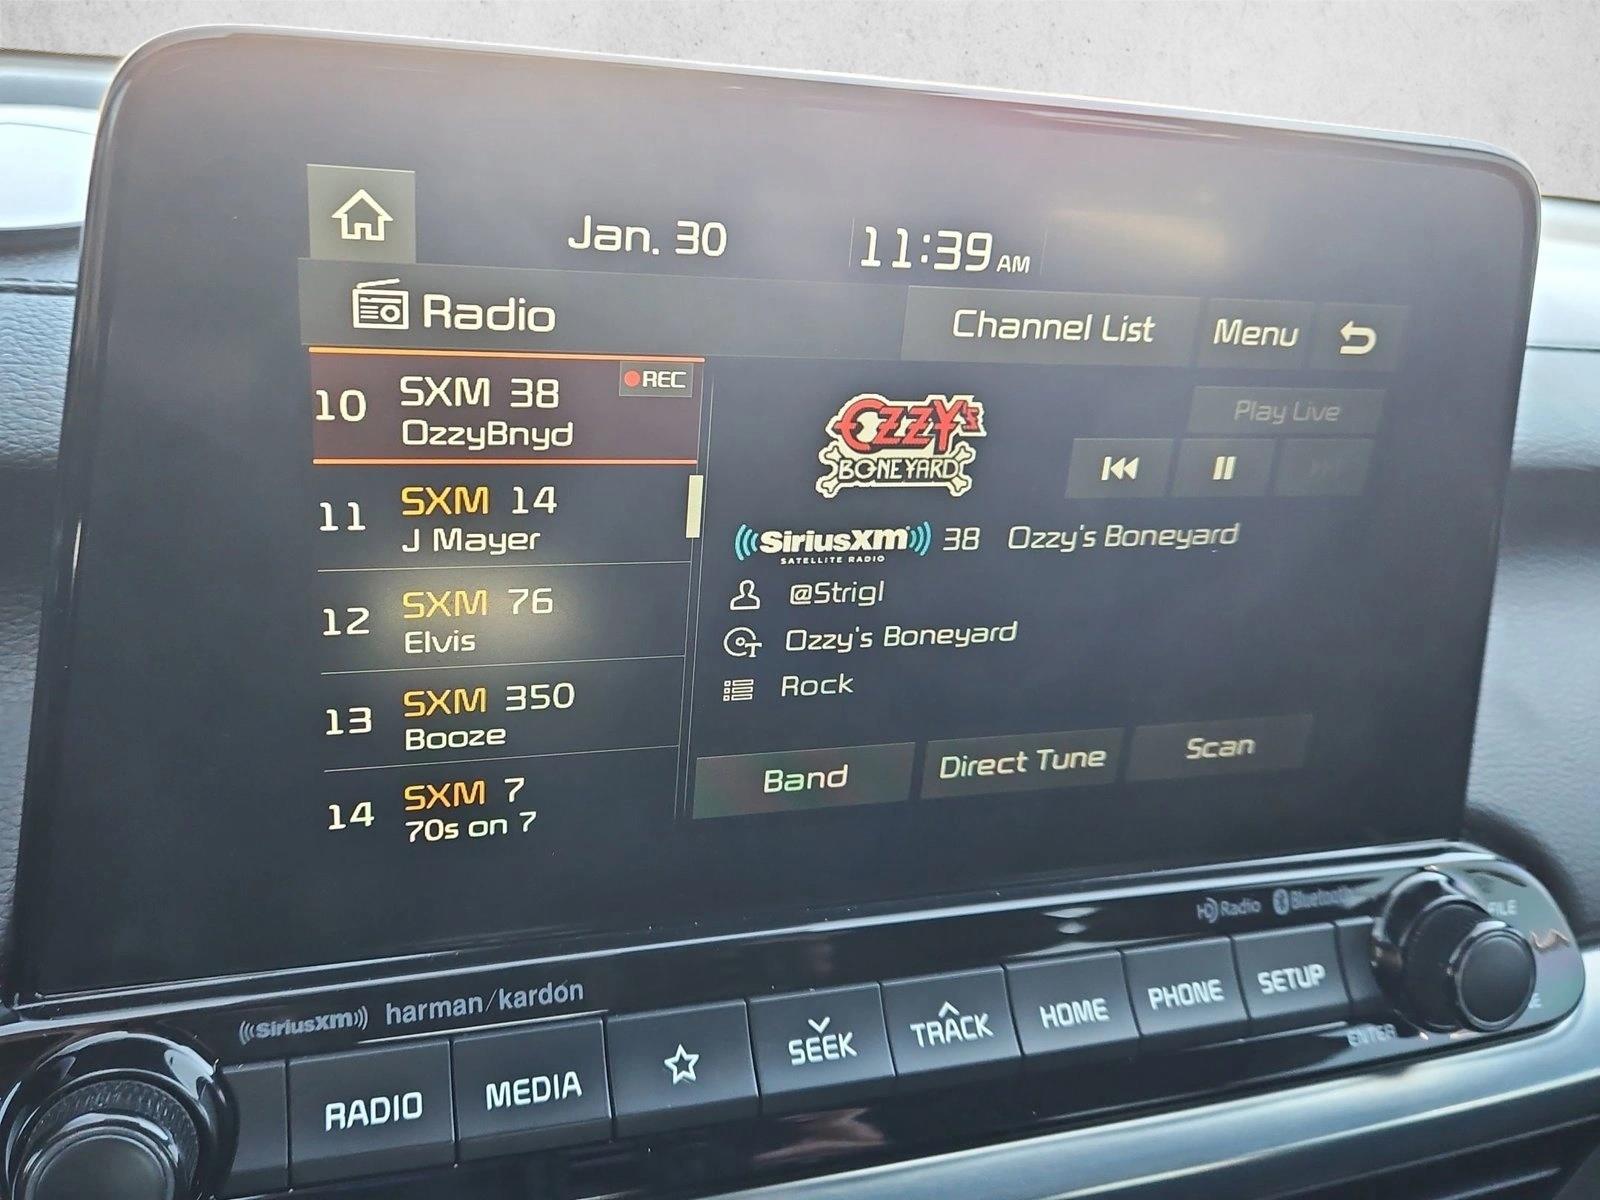 Jan. 30
11:39 AM
Radio
Channel List
Menu
10
SXM 38
REC
OzzyBnyd
11
SXM 14
J Mayer
12
SXM 76
Elvis
13
SXM 350
Booze
14
SXM 7
70s on 7
OZZY'S
BONEYARD
Play Live
SiriusXM
SATELLITE RADIO
38 Ozzy's Boneyard
@Strigl
Ozzy's Boneyard
Rock
Band
Direct Tune
Scan
HD Radio
Bluetooth
SiriusXM
harman/kardon
RADIO
MEDIA
SEEK
TRACK
HOME
PHONE
SETUP
FILE
ENTER